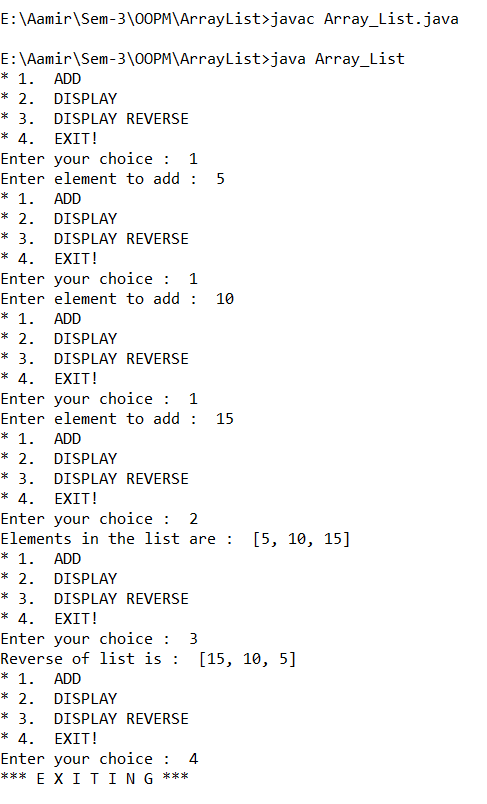 E:\Aamir\Sem-3\OOPM\ArrayList>javac Array_List.java
E:\Aamir\Sem-3\OOPM\ArrayList>java Array_List
* 1.  ADD
* 2.  DISPLAY
* 3.  DISPLAY REVERSE
* 4.  EXIT!
Enter your choice :  1
Enter element to add :  5
* 1.  ADD
* 2.  DISPLAY
* 3.  DISPLAY REVERSE
* 4.  EXIT!
Enter your choice :  1
Enter element to add :  10
* 1.  ADD
* 2.  DISPLAY
* 3.  DISPLAY REVERSE
* 4.  EXIT!
Enter your choice :  1
Enter element to add :  15
* 1.  ADD
* 2.  DISPLAY
* 3.  DISPLAY REVERSE
* 4.  EXIT!
Enter your choice :  2
Elements in the list are :  [5, 10, 15]
* 1.  ADD
* 2.  DISPLAY
* 3.  DISPLAY REVERSE
* 4.  EXIT!
Enter your choice :  3
Reverse of list is :  [15, 10, 5]
* 1.  ADD
* 2.  DISPLAY
* 3.  DISPLAY REVERSE
* 4.  EXIT!
Enter your choice :  4
*** E X I T I N G ***